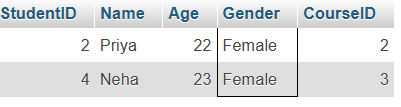 StudentID Name Age Gender CourseID
2 Priya 22 Female 2
4 Neha 23 Female 3